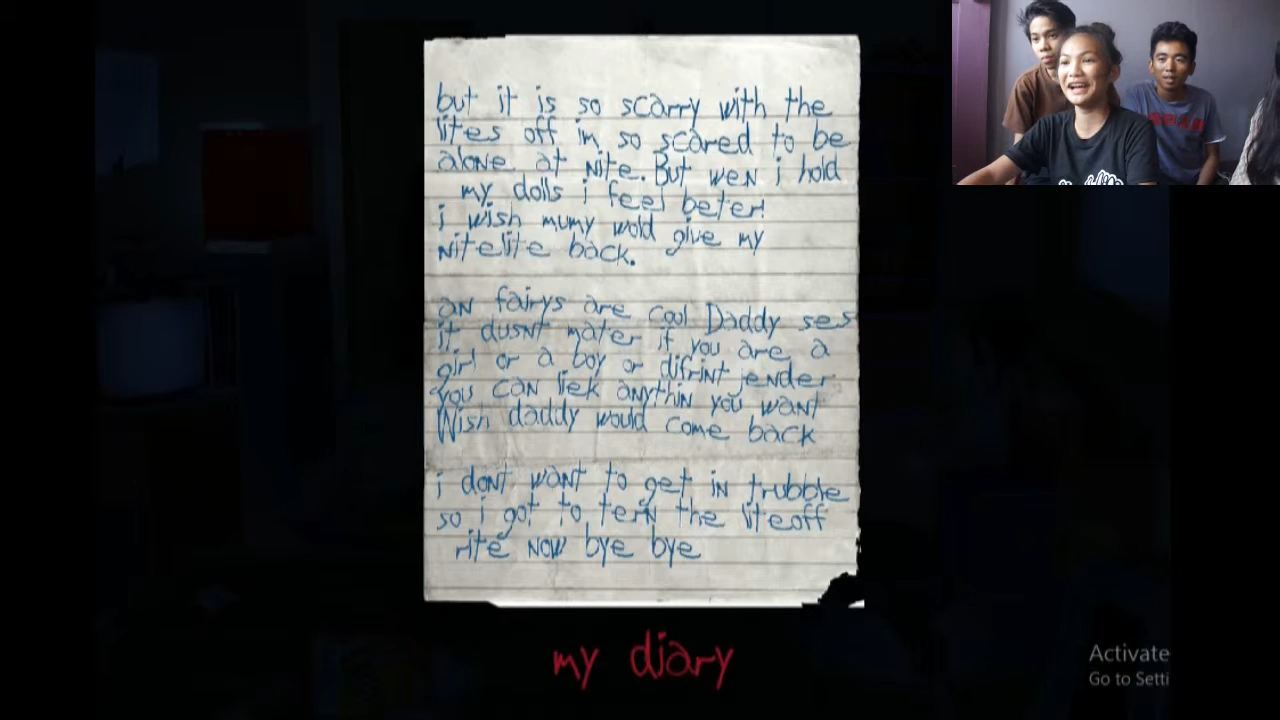 but it is so scarry with the
lites off im so scared to be
alone at nite. But wen i hold
my dolls i feel beter!
i wish mumy wold give my
nitelite back.
an fairys are cool Daddy ses
it dusnt mater if you are a
girl or a boy or difrint jender
you can liek anythin you want
Wish daddy would come back
i dont want to get in trubble
so i got to tern the liteoff
rite now bye bye
my diary
Activate
Go to Setti